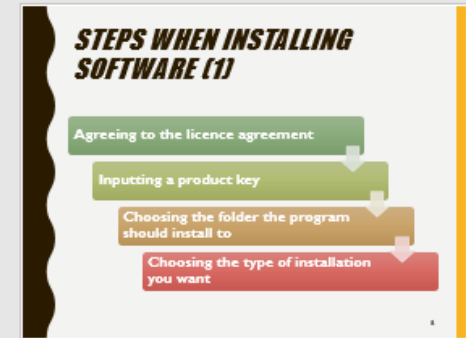 STEPS WHEN INSTALLING
SOFTWARE (1)
Agreeing to the licence agreement
Inputting a product key
Choosing the folder the program
should install to
Choosing the type of installation
you want